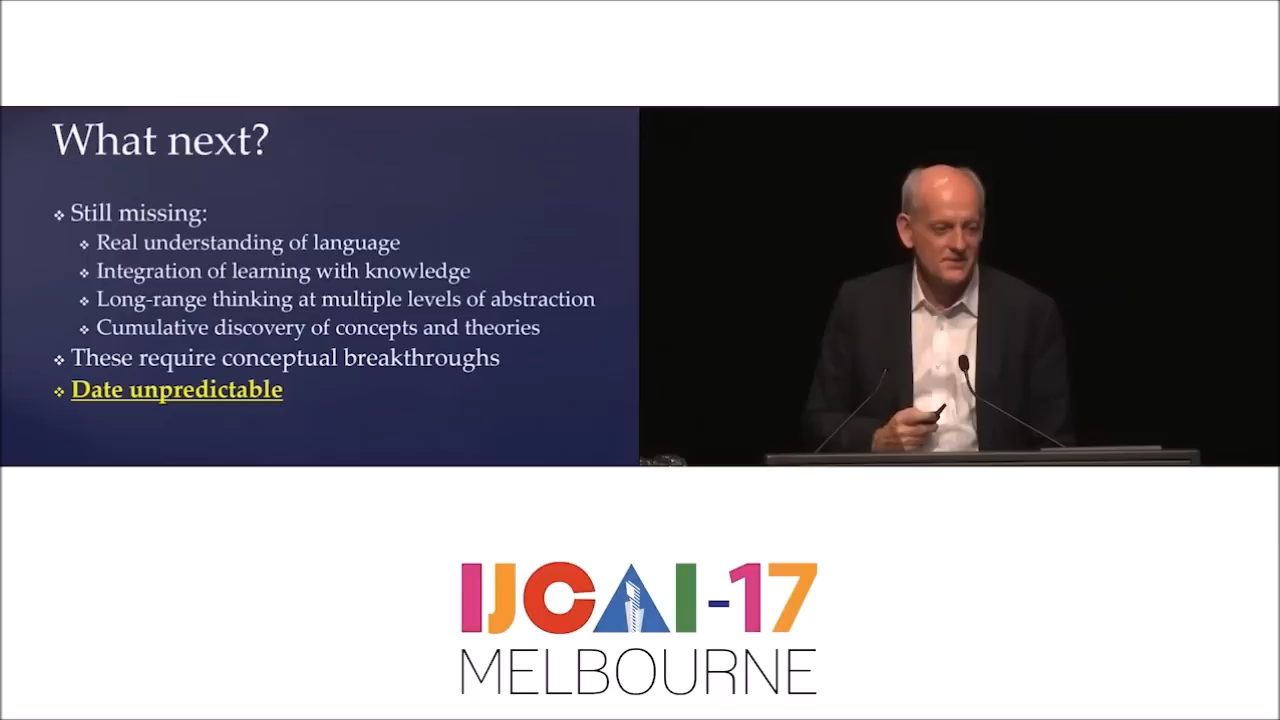 What next?
❖ Still missing:
❖ Real understanding of language
❖ Integration of learning with knowledge
❖ Long-range thinking at multiple levels of abstraction
❖ Cumulative discovery of concepts and theories
❖ These require conceptual breakthroughs
❖ Date unpredictable
IJCAI-17
MELBOURNE